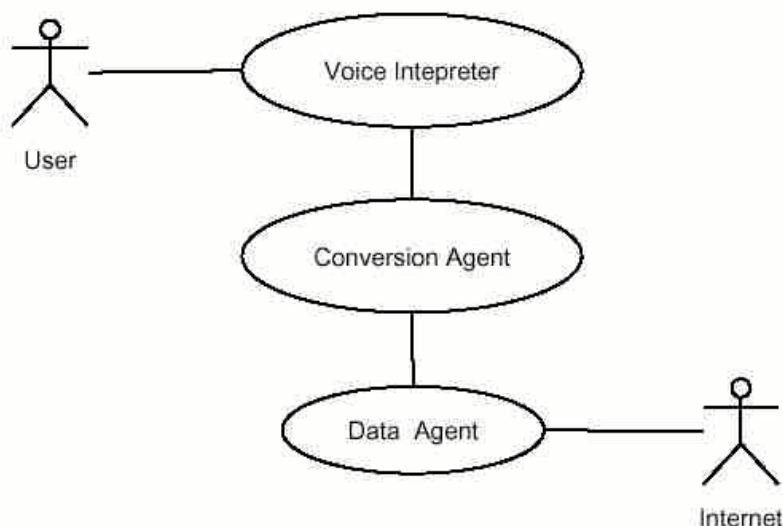 Voice Intepreter
User
Conversion Agent
Data Agent
Internet